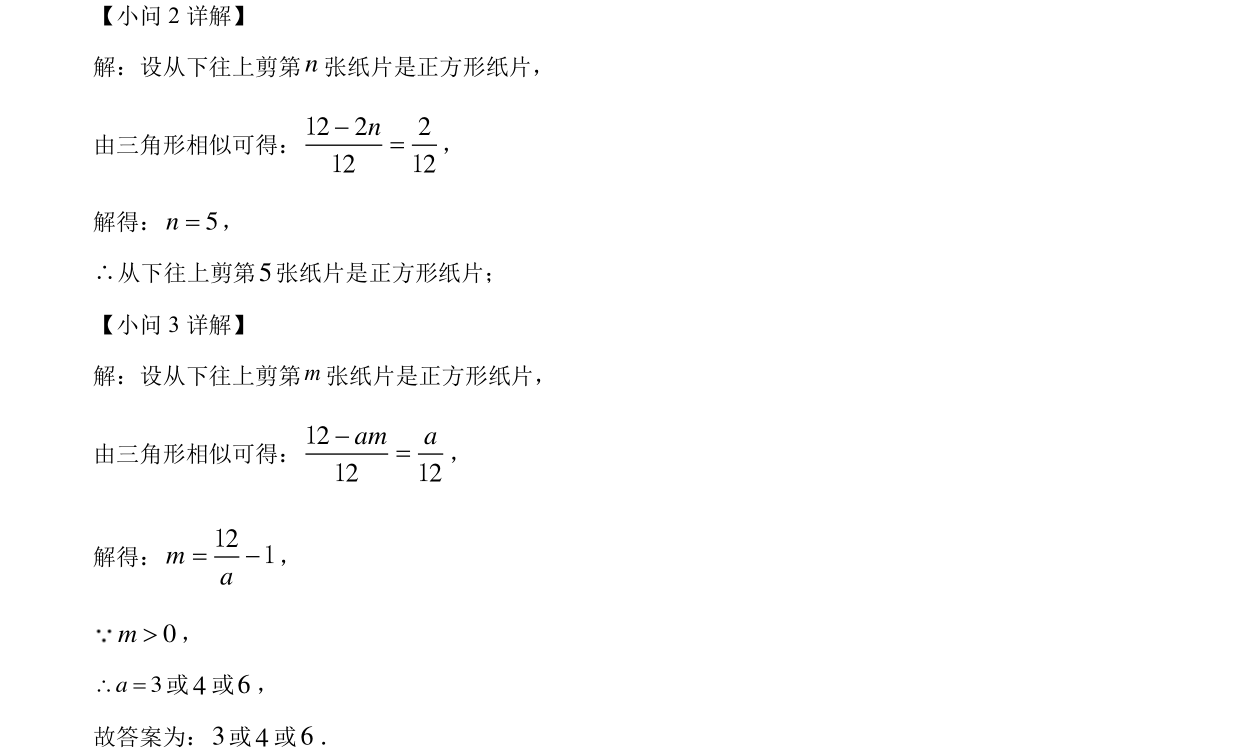 【小问 2 详解】
解：设从下往上剪第 n 张纸片是正方形纸片，
由三角形相似可得：(12－2n)/12 = 2/12，
解得：n = 5，
∴从下往上剪第5张纸片是正方形纸片；
【小问 3 详解】
解：设从下往上剪第 m 张纸片是正方形纸片，
由三角形相似可得：(12－am)/12 = a/12，
解得：m = 12/a －1，
∵ m > 0，
∴ a = 3 或 4 或 6，
故答案为：3 或 4 或 6．